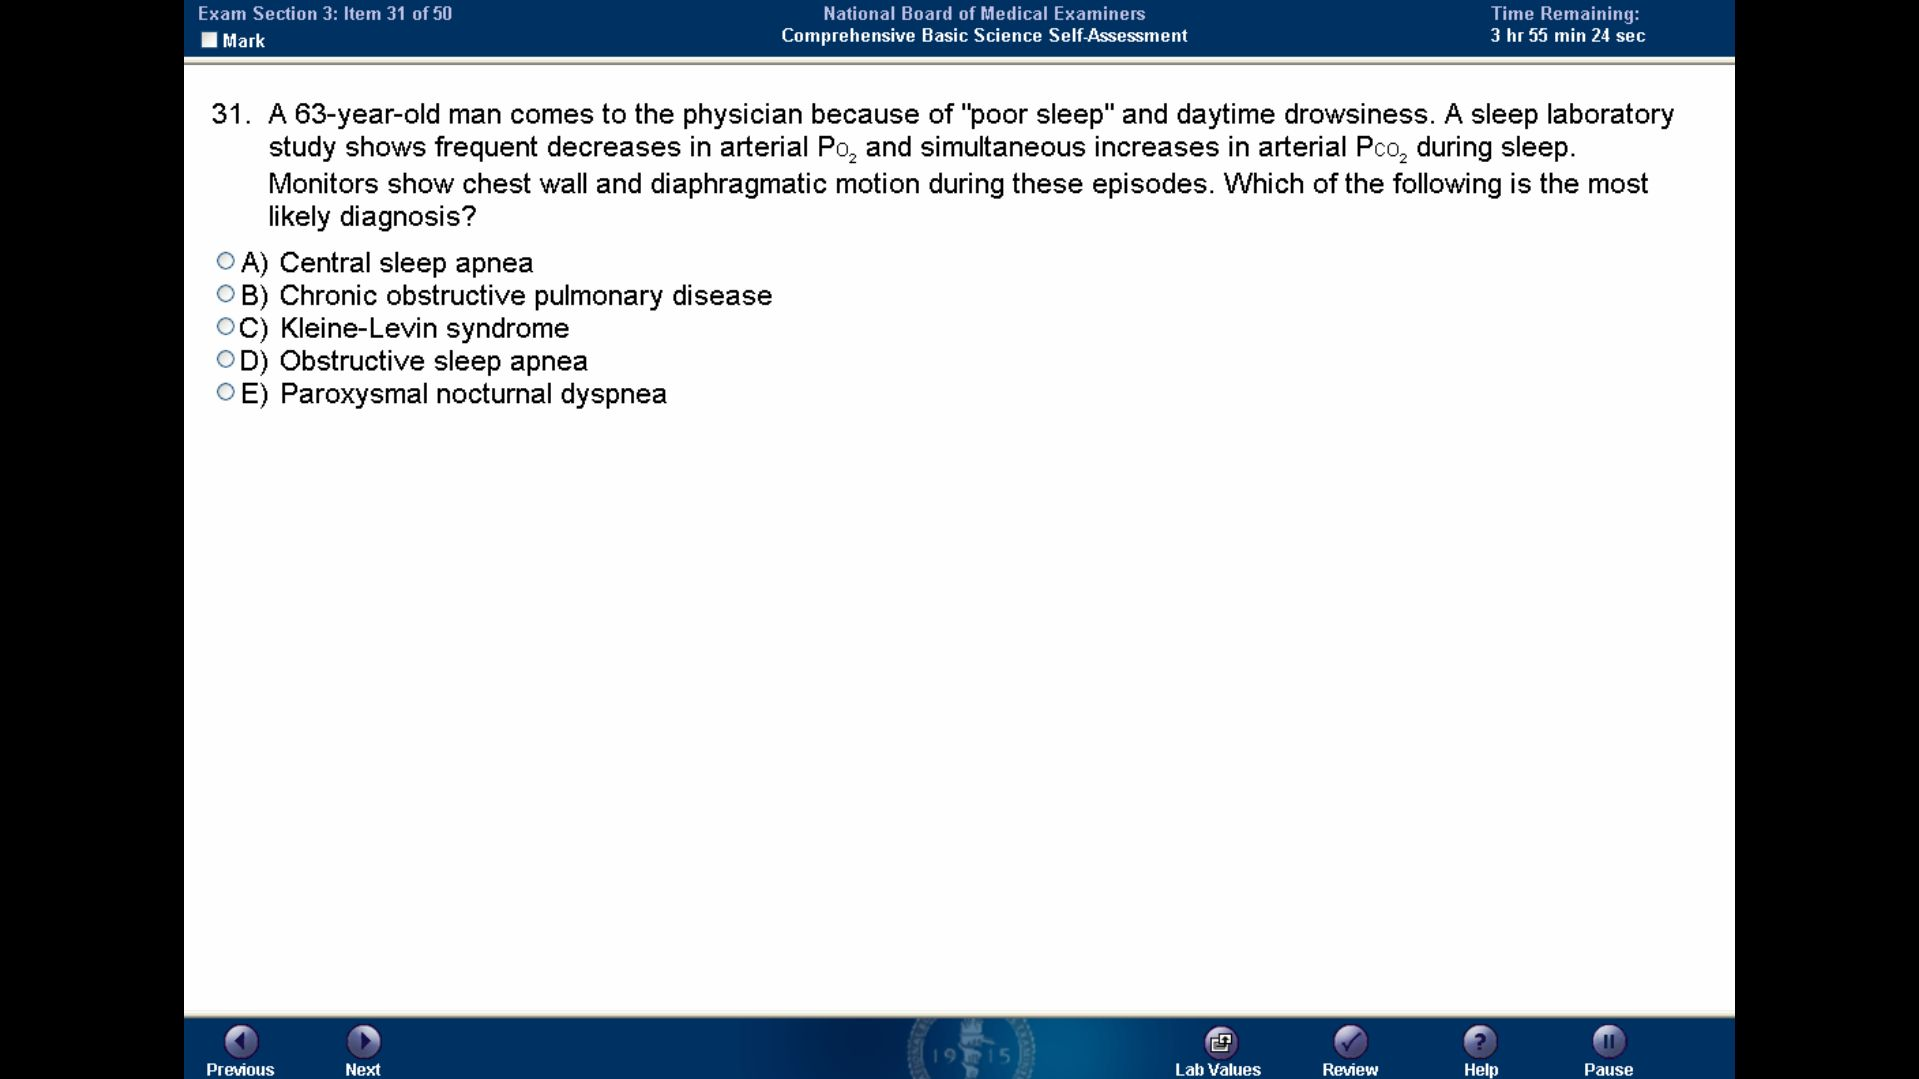 Exam Section 3: Item 31 of 50
National Board of Medical Examiners
Time Remaining:
Mark
Comprehensive Basic Science Self-Assessment
3 hr 55 min 24 sec
31. A 63-year-old man comes to the physician because of "poor sleep" and daytime drowsiness. A sleep laboratory
study shows frequent decreases in arterial PO2 and simultaneous increases in arterial PCO2 during sleep.
Monitors show chest wall and diaphragmatic motion during these episodes. Which of the following is the most
likely diagnosis?
A) Central sleep apnea
B) Chronic obstructive pulmonary disease
C) Kleine-Levin syndrome
D) Obstructive sleep apnea
E) Paroxysmal nocturnal dyspnea
19 15
Previous
Next
Lab Values
Review
Help
Pause